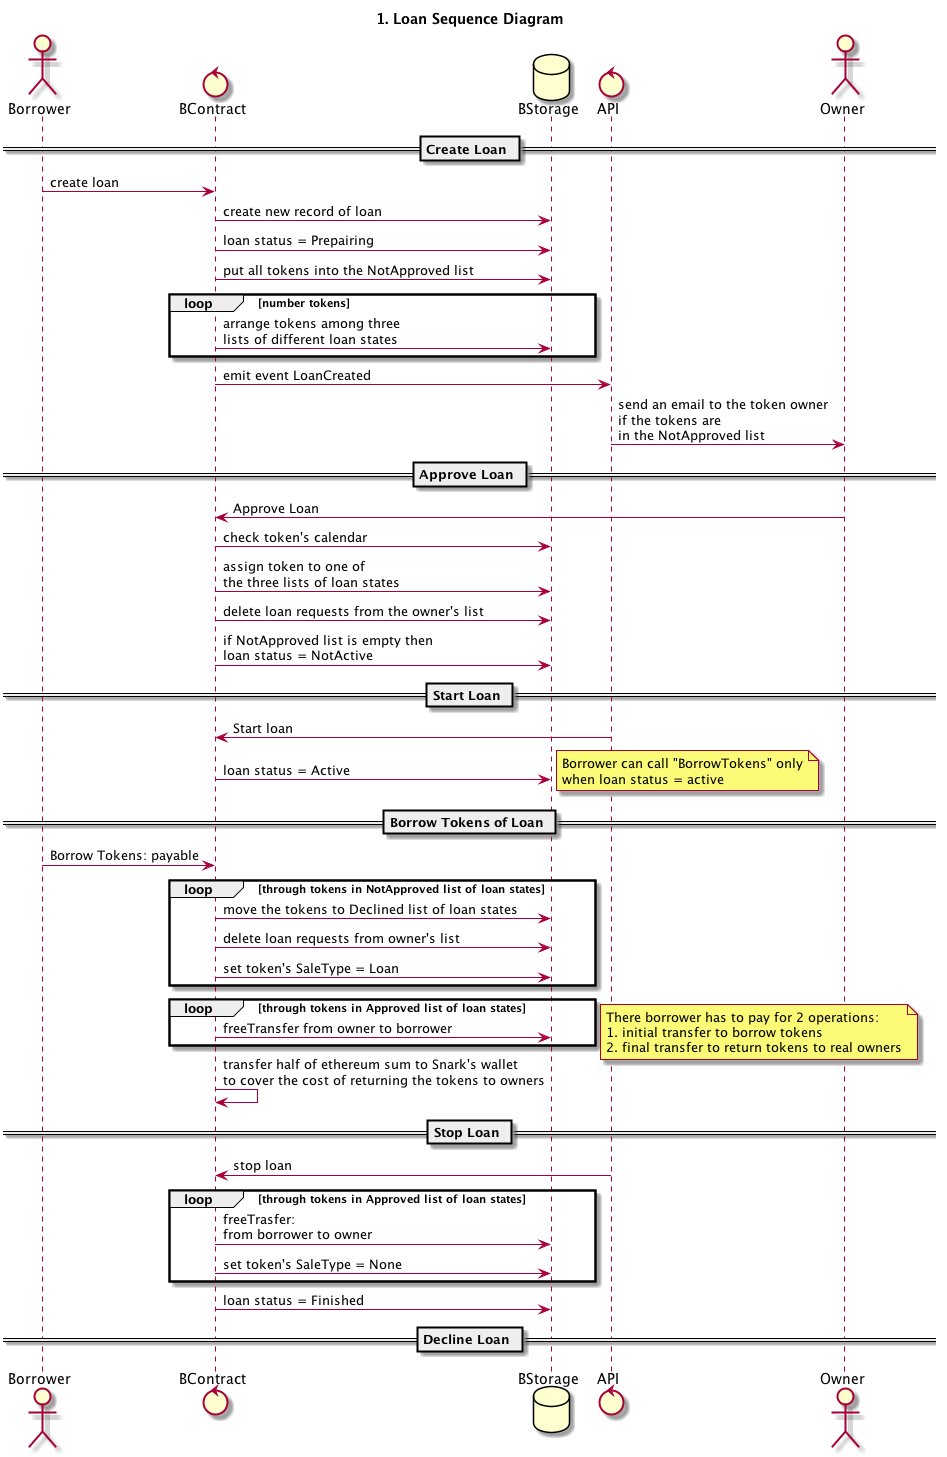 1. Loan Sequence Diagram
Borrower
BContract
BStorage
API
Owner
Create Loan
create loan
create new record of loan
loan status = Prepairing
put all tokens into the NotApproved list
loop
[number tokens]
arrange tokens among three
lists of different loan states
emit event LoanCreated
send an email to the token owner
if the tokens are
in the NotApproved list
Approve Loan
Approve Loan
check token's calendar
assign token to one of
the three lists of loan states
delete loan requests from the owner's list
if NotApproved list is empty then
loan status = NotActive
Start Loan
Start loan
loan status = Active
Borrower can call "BorrowTokens" only
when loan status = active
Borrow Tokens of Loan
Borrow Tokens: payable
loop
[through tokens in NotApproved list of loan states]
move the tokens to Declined list of loan states
delete loan requests from owner's list
set token's SaleType = Loan
loop
[through tokens in Approved list of loan states]
freeTransfer from owner to borrower
There borrower has to pay for 2 operations:
1. initial transfer to borrow tokens
2. final transfer to return tokens to real owners
transfer half of ethereum sum to Snark's wallet
to cover the cost of returning the tokens to owners
Stop Loan
stop loan
loop
[through tokens in Approved list of loan states]
freeTrasfer:
from borrower to owner
set token's SaleType = None
loan status = Finished
Decline Loan
Borrower
BContract
BStorage
API
Owner